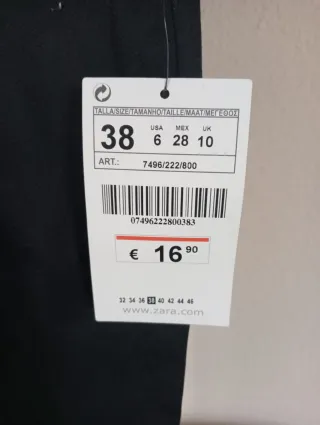 TALLA/SIZE/TAMANHO/TAILLE/MAAT/ΜΕΓΕΘΟΣ
38 USA 6 MEX 28 UK 10
ART.: 7496/222/800
07496222800383
€ 16 90
32 34 36 38 40 42 44 46
www.zara.com